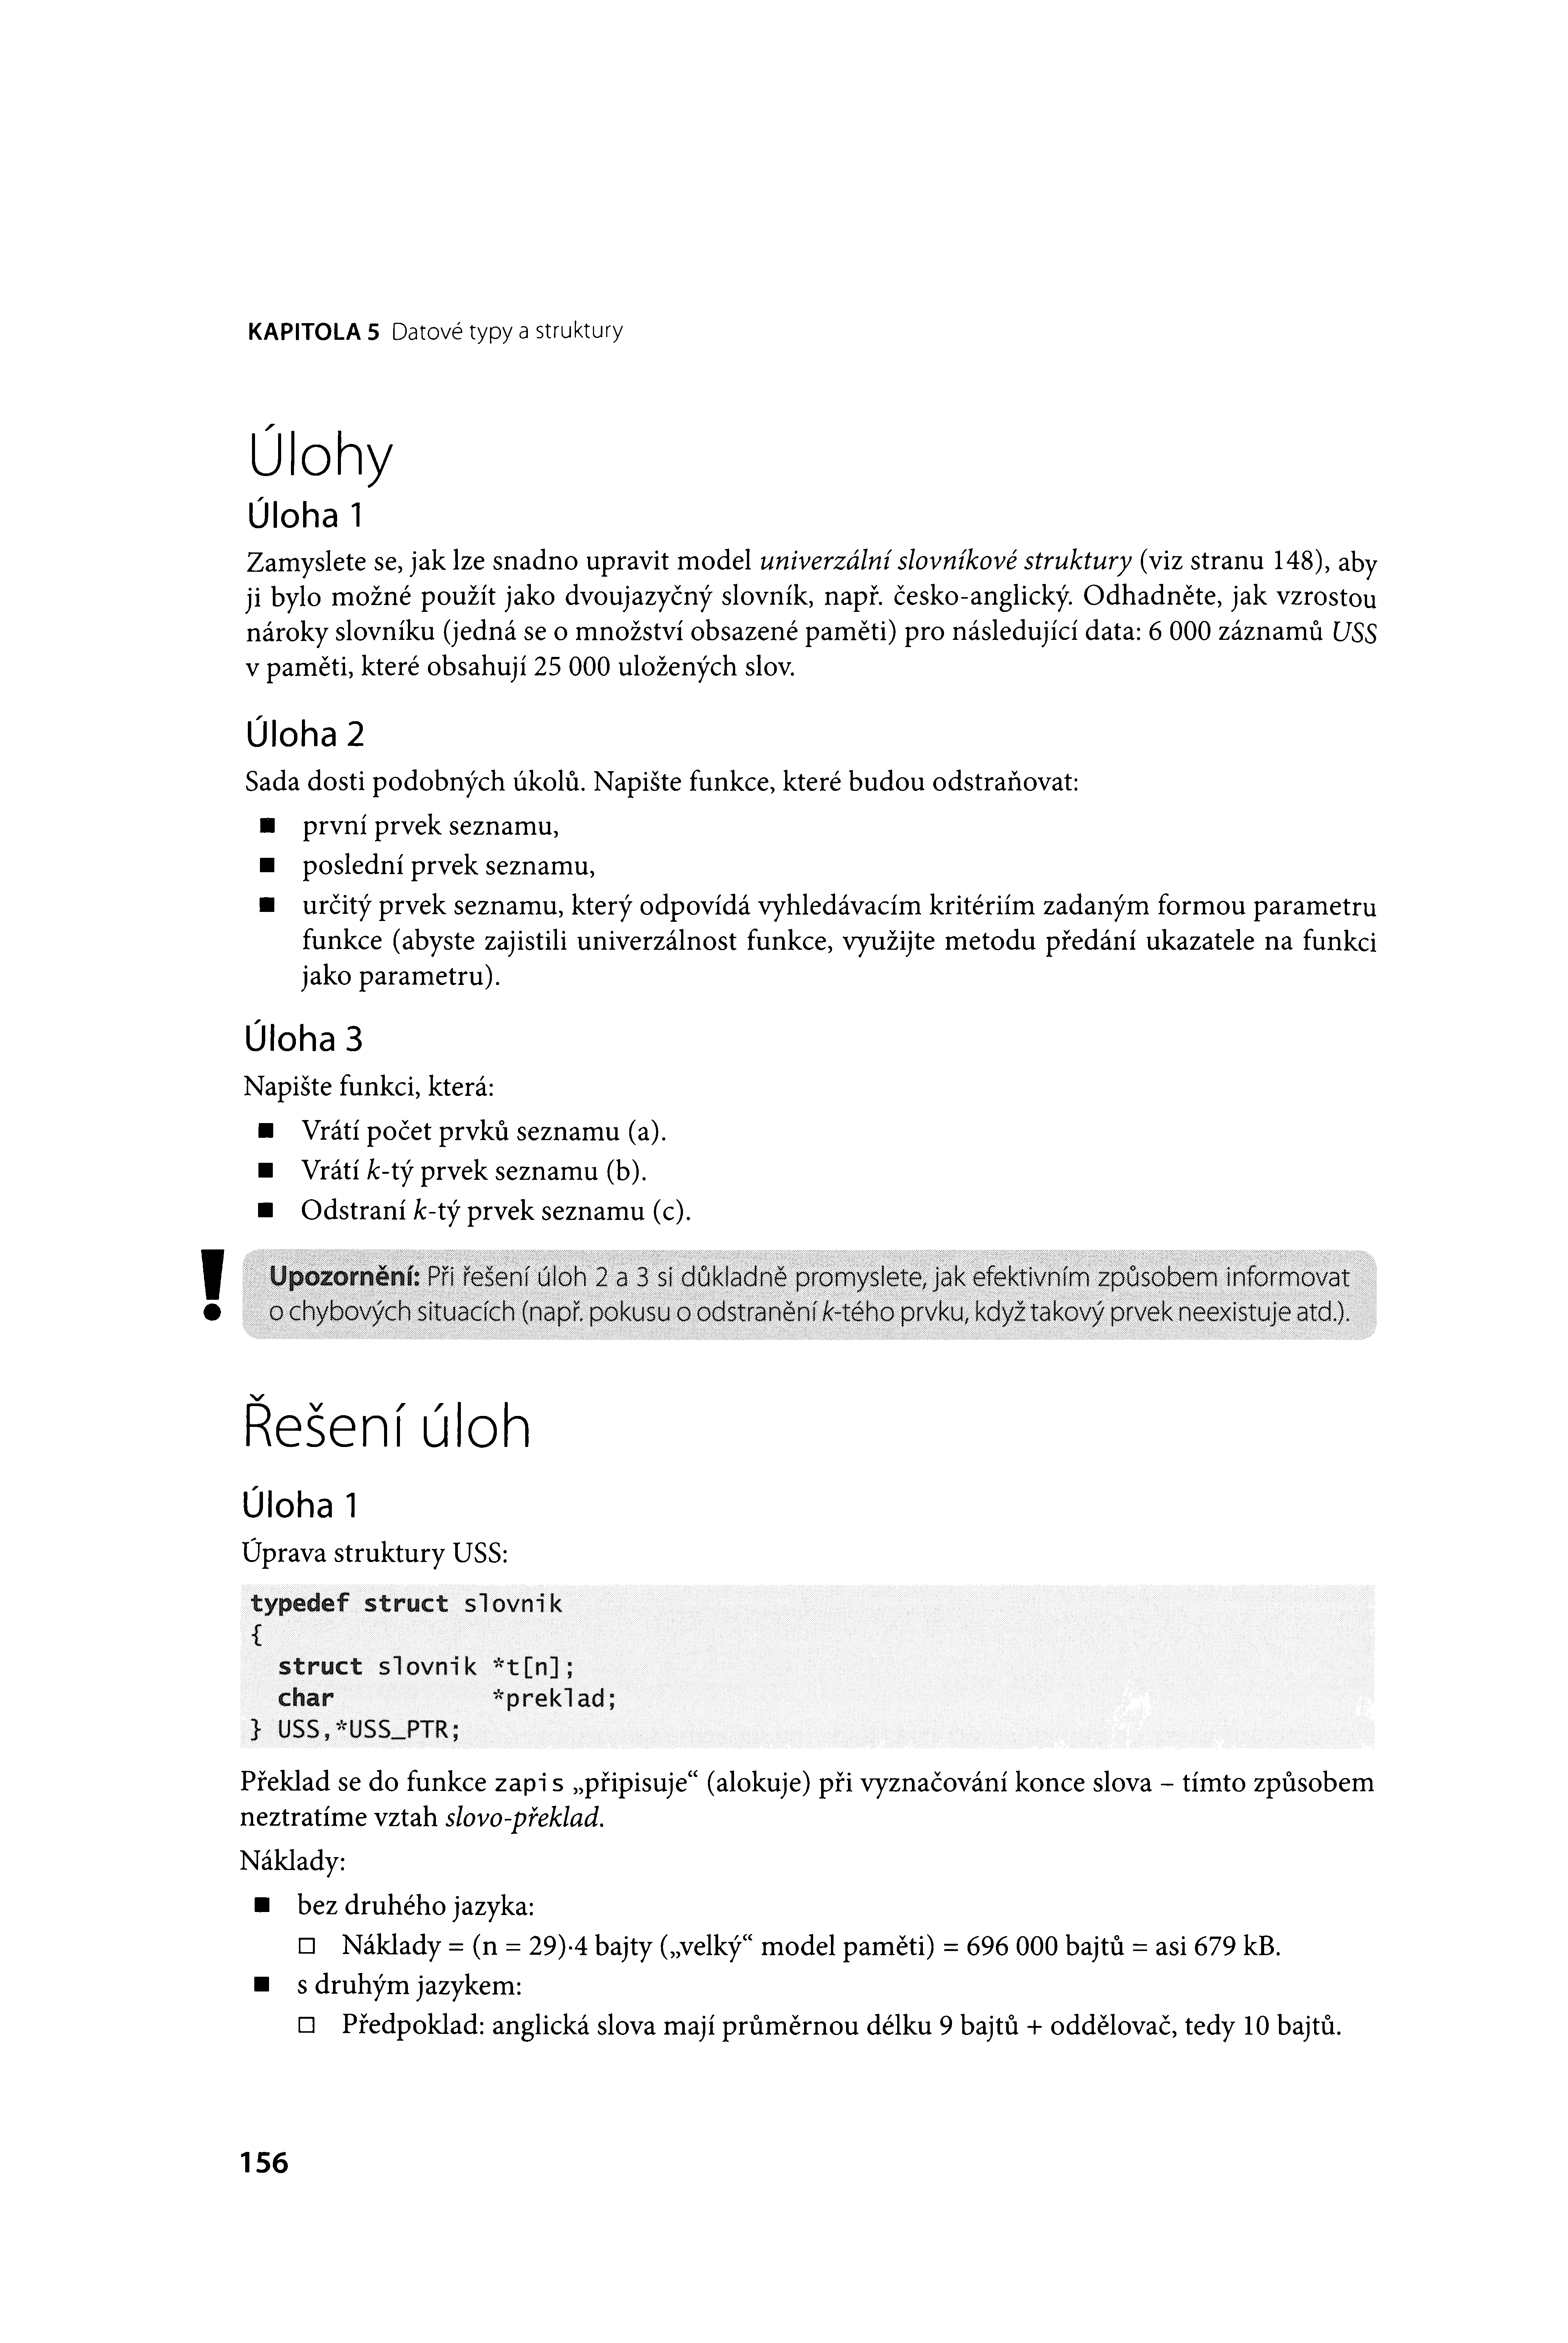 KAPITOLA 5 Datové typy a struktury
Úlohy
Úloha 1
Zamyslete se, jak lze snadno upravit model univerzální slovníkové struktury (viz stranu 148), aby
ji bylo možné použít jako dvoujazyčný slovník, např. česko-anglický. Odhadněte, jak vzrostou
nároky slovníku (jedná se o množství obsazené paměti) pro následující data: 6 000 záznamů USS
v paměti, které obsahují 25 000 uložených slov.
Úloha 2
Sada dosti podobných úkolů. Napište funkce, které budou odstraňovat:
■ první prvek seznamu,
■ poslední prvek seznamu,
■ určitý prvek seznamu, který odpovídá vyhledávacím kritériím zadaným formou parametru
funkce (abyste zajistili univerzálnost funkce, využijte metodu předání ukazatele na funkci
jako parametru).
Úloha 3
Napište funkci, která:
■ Vrátí počet prvků seznamu (a).
■ Vrátí k-tý prvek seznamu (b).
■ Odstraní k-tý prvek seznamu (c).
! Upozornění: Při řešení úloh 2 a 3 si důkladně promyslete, jak efektivním způsobem informovat
o chybových situacích (např. pokusu o odstranění k-tého prvku, když takový prvek neexistuje atd.).
Řešení úloh
Úloha 1
Úprava struktury USS:
typedef struct slovnik
{
struct slovnik *t[n];
char *preklad;
} USS,*USS_PTR;
Překlad se do funkce zapis „připisuje“ (alokuje) při vyznačování konce slova – tímto způsobem
neztratíme vztah slovo-překlad.
Náklady:
■ bez druhého jazyka:
□ Náklady = (n = 29)·4 bajty („velký“ model paměti) = 696 000 bajtů = asi 679 kB.
■ s druhým jazykem:
□ Předpoklad: anglická slova mají průměrnou délku 9 bajtů + oddělovač, tedy 10 bajtů.
156